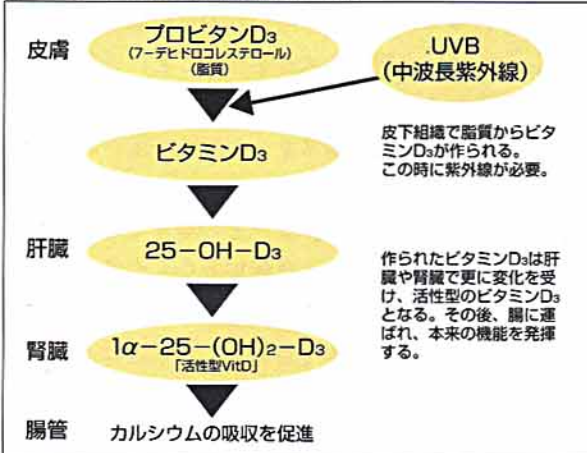 皮膚
プロビタンD₃
(7−デヒドロコレステロール)
(脂質)
.UVB
(中波長紫外線)
皮下組織で脂質からビタ
ミンD₃が作られる。
この時に紫外線が必要。
ビタミンD₃
肝臓
25−OH−D₃
作られたビタミンD₃は肝
臓や腎臓で更に変化を受
け、活性型のビタミンD₃
となる。その後、腸に運
ばれ、本来の機能を発揮
する。
腎臓
1α−25−(OH)₂−D₃
「活性型VitD」
腸管
カルシウムの吸収を促進